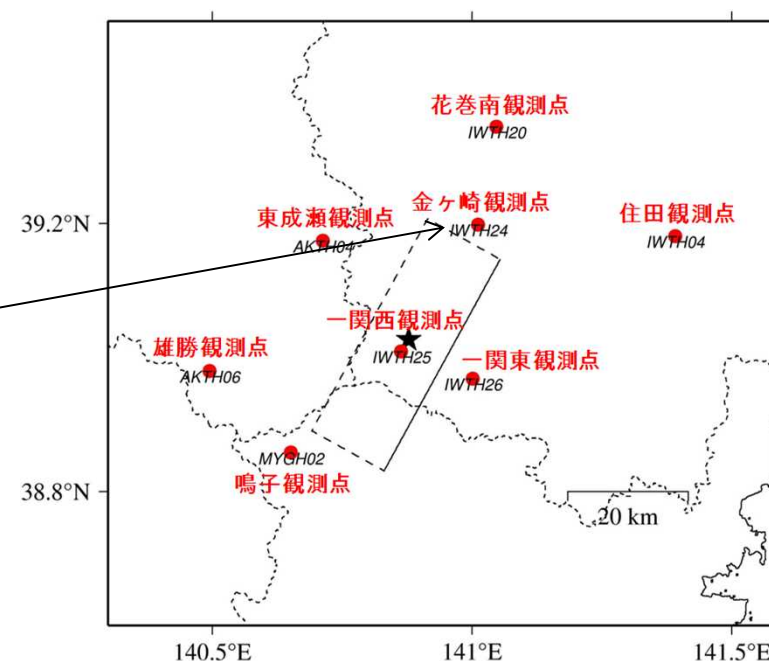 花巻南観測点
IWTH20
金ヶ崎観測点
IWTH24
東成瀬観測点
AKTH04
住田観測点
IWTH04
39.2°N
一関西観測点
IWTH25
雄勝観測点
AKTH06
一関東観測点
IWTH26
MYGH02
鳴子観測点
38.8°N
20 km
140.5°E
141°E
141.5°E